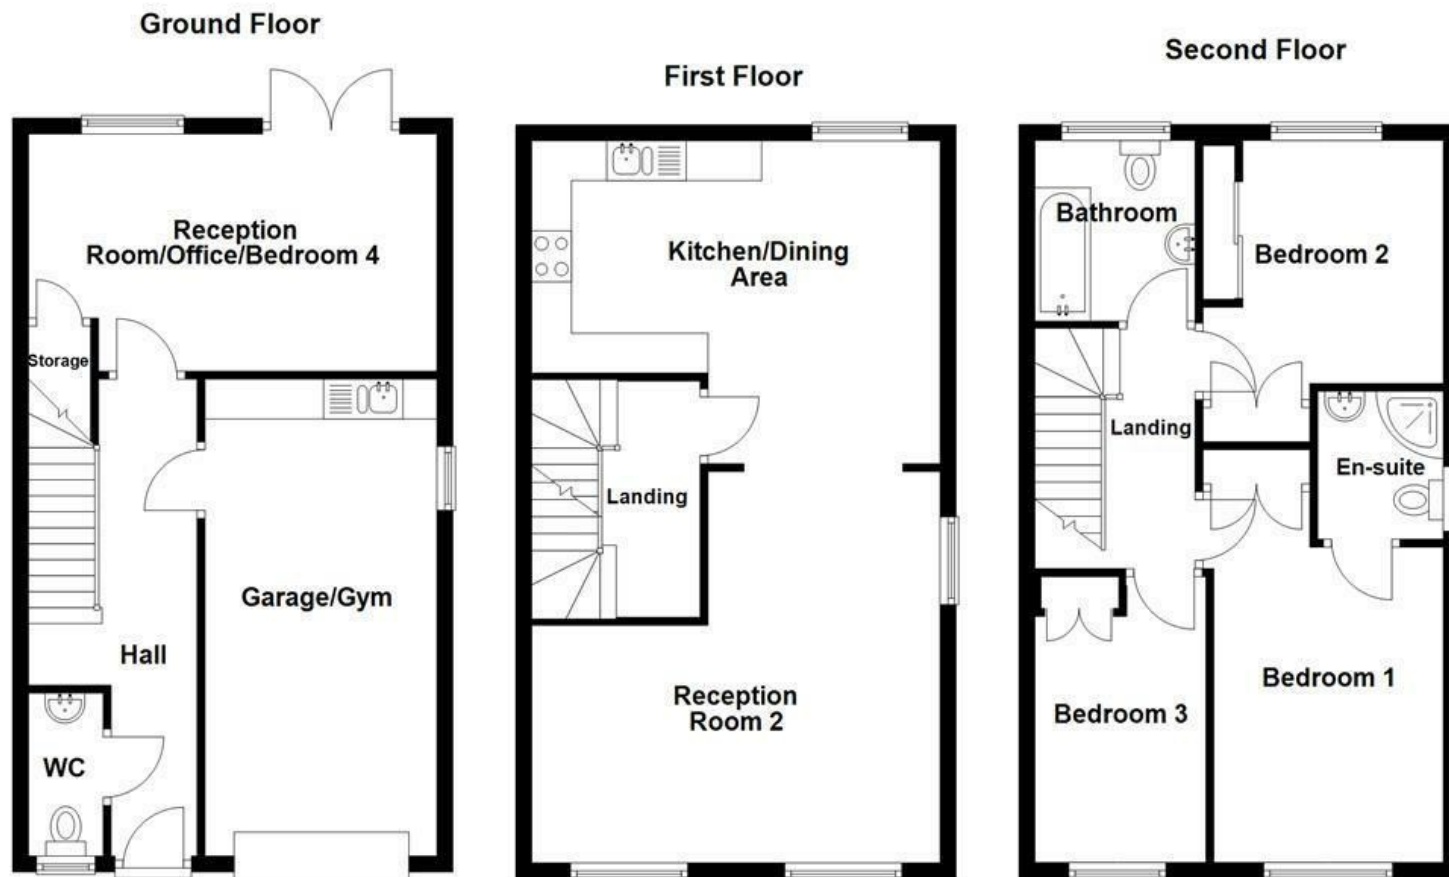 Ground Floor
Reception
Room/Office/Bedroom 4
Storage
Garage/Gym
Hall
WC
First Floor
Kitchen/Dining
Area
Landing
Reception
Room 2
Second Floor
Bathroom
Bedroom 2
Landing
En-suite
Bedroom 1
Bedroom 3